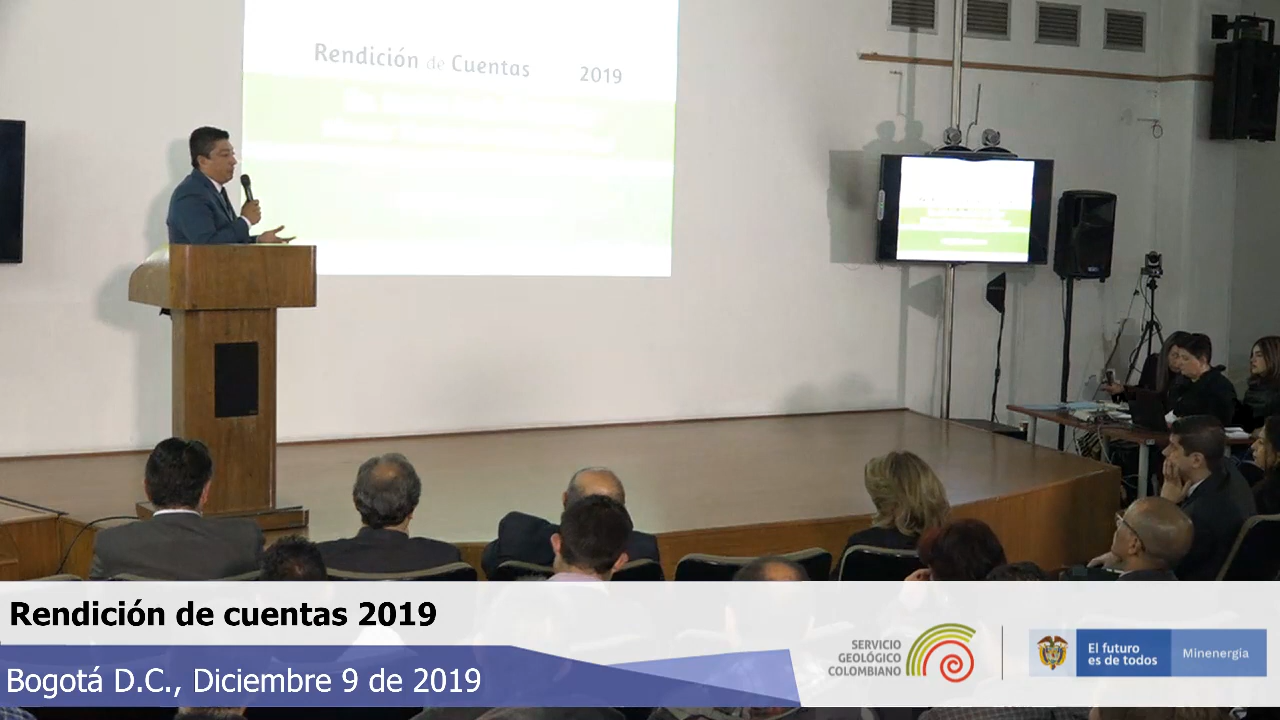 Rendición de Cuentas 2019
Rendición de cuentas 2019
Bogotá D.C., Diciembre 9 de 2019
SERVICIO
GEOLÓGICO
COLOMBIANO
El futuro
es de todos
Minenergía